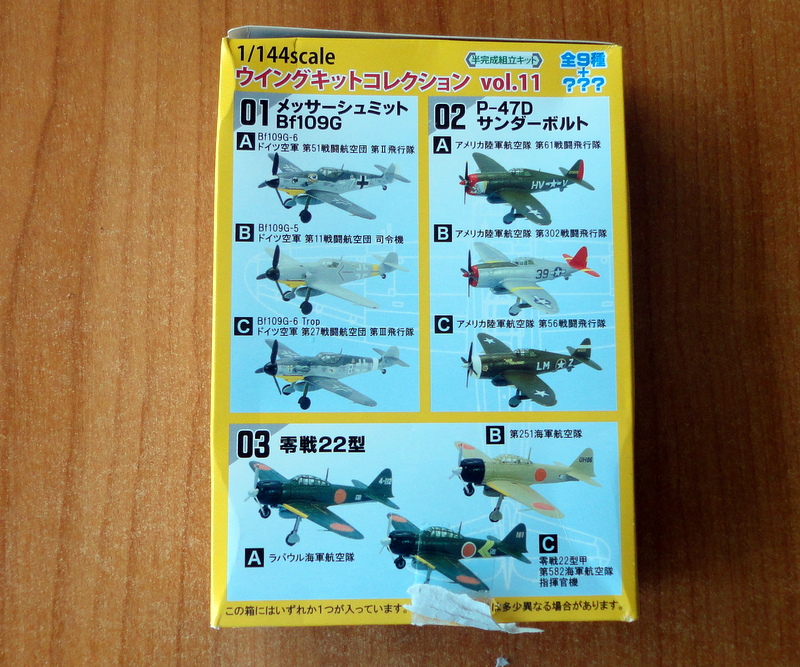 1/144scale
半完成組立キット
全9種
+
???
ウイングキットコレクション vol.11
01 メッサーシュミット
Bf109G
A Bf109G-6
ドイツ空軍 第51戦闘航空団 第Ⅱ飛行隊
B Bf109G-5
ドイツ空軍 第11戦闘航空団 司令機
C Bf109G-6 Trop
ドイツ空軍 第27戦闘航空団 第Ⅲ飛行隊
02 P-47D
サンダーボルト
A アメリカ陸軍航空隊 第61戦闘飛行隊
HV V
B アメリカ陸軍航空隊 第302戦闘飛行隊
39
C アメリカ陸軍航空隊 第56戦闘飛行隊
LM Z
03 零戦22型
B 第251海軍航空隊
A ラバウル海軍航空隊
C
零戦22型甲
第582海軍航空隊
指揮官機
この箱にはいずれか1つが入っています。
は多少異なる場合があります。